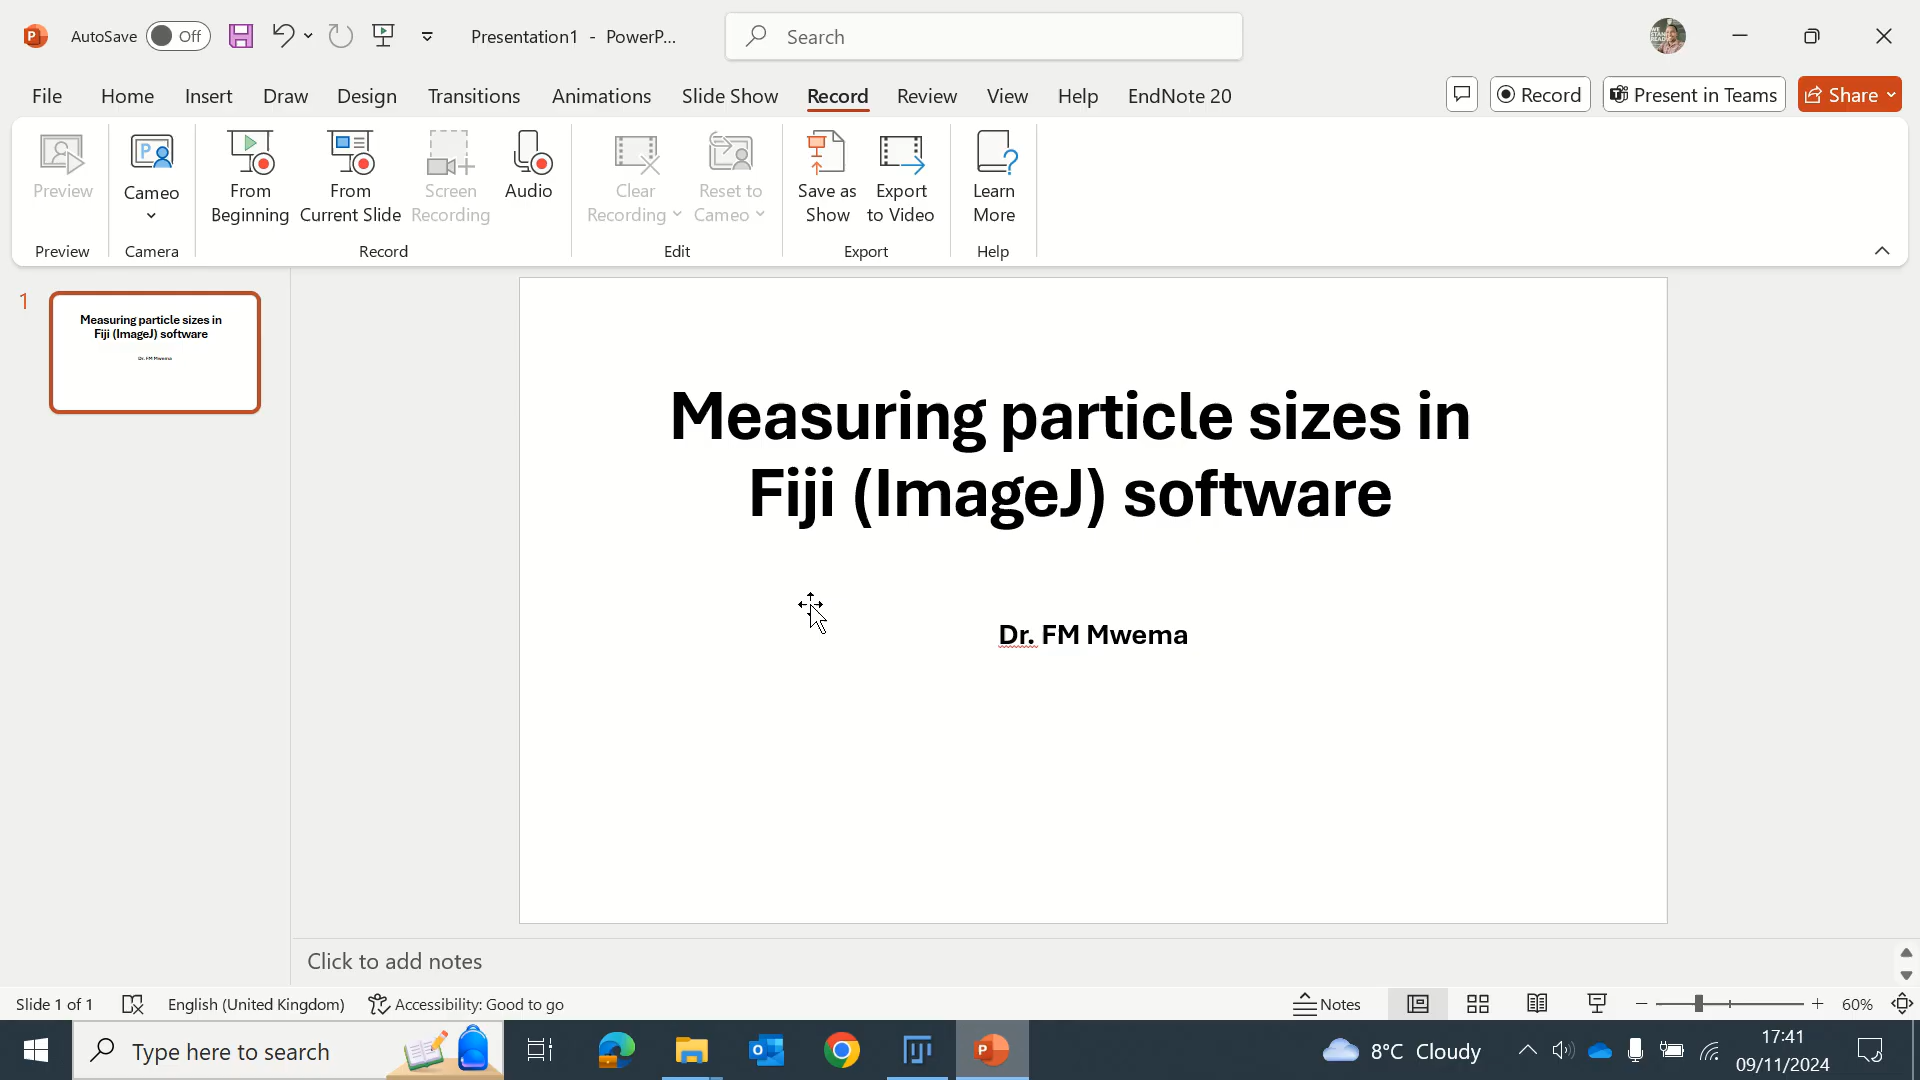 AutoSave Off Presentation1 - PowerP... Search
File Home Insert Draw Design Transitions Animations Slide Show Record Review View Help EndNote 20 Record Present in Teams Share
Preview Cameo From Beginning From Current Slide Screen Recording Audio Clear Recording Reset to Cameo Save as Show Export to Video Learn More
Preview Camera Record Edit Export Help
1
Measuring particle sizes in
Fiji (ImageJ) software
Dr. FM Mwema
Measuring particle sizes in
Fiji (ImageJ) software
Dr. FM Mwema
Click to add notes
Slide 1 of 1 English (United Kingdom) Accessibility: Good to go Notes 60%
Type here to search 8°C Cloudy 17:41
09/11/2024